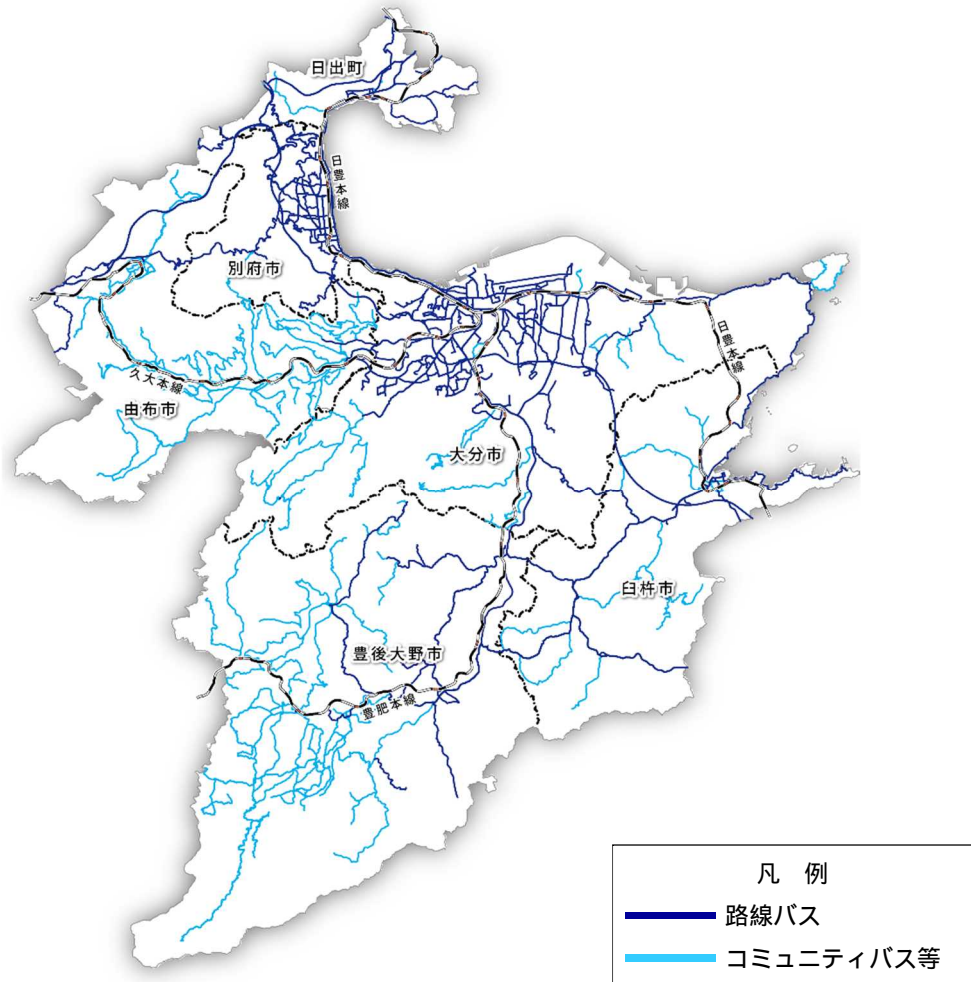 日出町
日豊本線
別府市
日豊本線
久大本線
由布市
大分市
臼杵市
豊後大野市
豊肥本線
凡 例
路線バス
コミュニティバス等